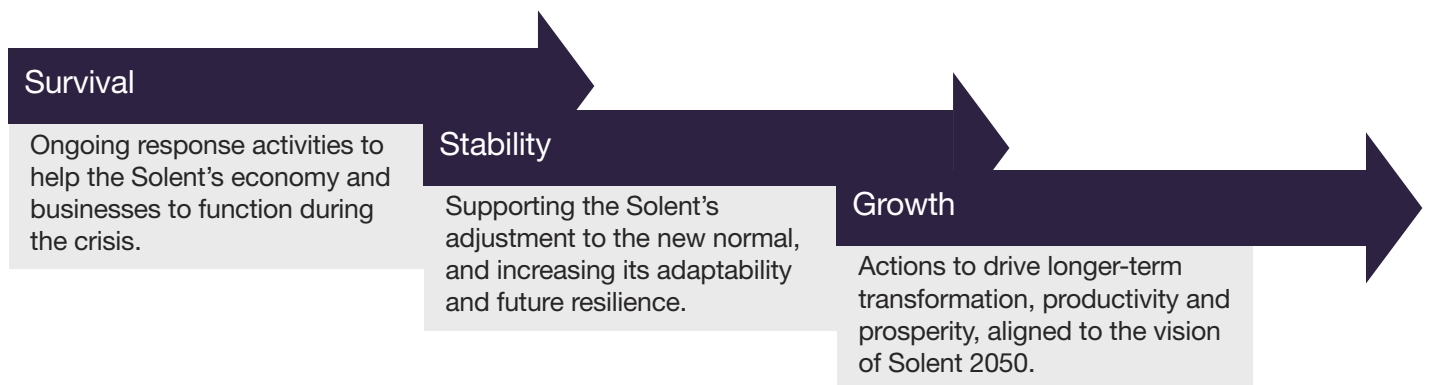 Survival
Ongoing response activities to
help the Solent’s economy and
businesses to function during
the crisis.
Stability
Supporting the Solent’s
adjustment to the new normal,
and increasing its adaptability
and future resilience.
Growth
Actions to drive longer-term
transformation, productivity and
prosperity, aligned to the vision
of Solent 2050.